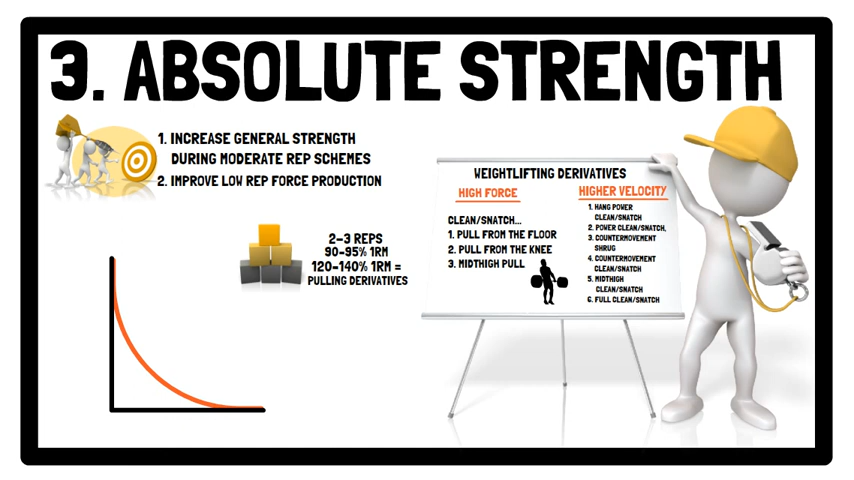 3. ABSOLUTE STRENGTH
1. INCREASE GENERAL STRENGTH
DURING MODERATE REP SCHEMES
2. IMPROVE LOW REP FORCE PRODUCTION
2-3 REPS
90-95% 1RM
120-140% 1RM =
PULLING DERIVATIVES
WEIGHTLIFTING DERIVATIVES
HIGH FORCE
CLEAN/SNATCH...
1. PULL FROM THE FLOOR
2. PULL FROM THE KNEE
3. MIDTHIGH PULL
HIGHER VELOCITY
1. HANG POWER
CLEAN/SNATCH
2. POWER CLEAN/SNATCH,
3. COUNTERMOVEMENT
SHRUG
4. COUNTERMOVEMENT
CLEAN/SNATCH
5. MIDTHIGH
CLEAN/SNATCH
6. FULL CLEAN/SNATCH